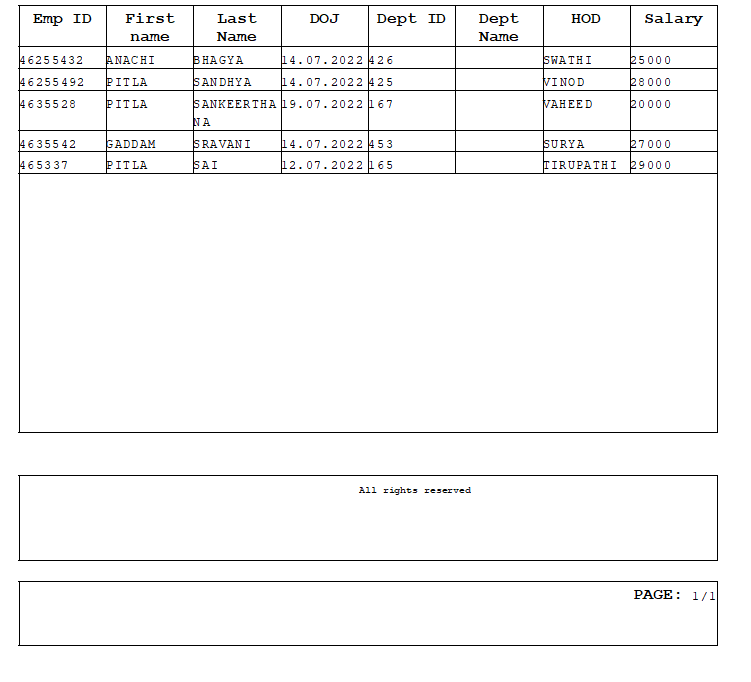 Emp ID First name Last Name DOJ Dept ID Dept Name HOD Salary
46255432 ANACHI BHAGYA 14.07.2022 426 SWATHI 25000
46255492 PITLA SANDHYA 14.07.2022 425 VINOD 28000
4635528 PITLA SANKEERTHA 19.07.2022 167 VAHEED 20000
NA
4635542 GADDAM SRAVANI 14.07.2022 453 SURYA 27000
465337 PITLA SAI 12.07.2022 165 TIRUPATHI 29000
All rights reserved
PAGE: 1/1